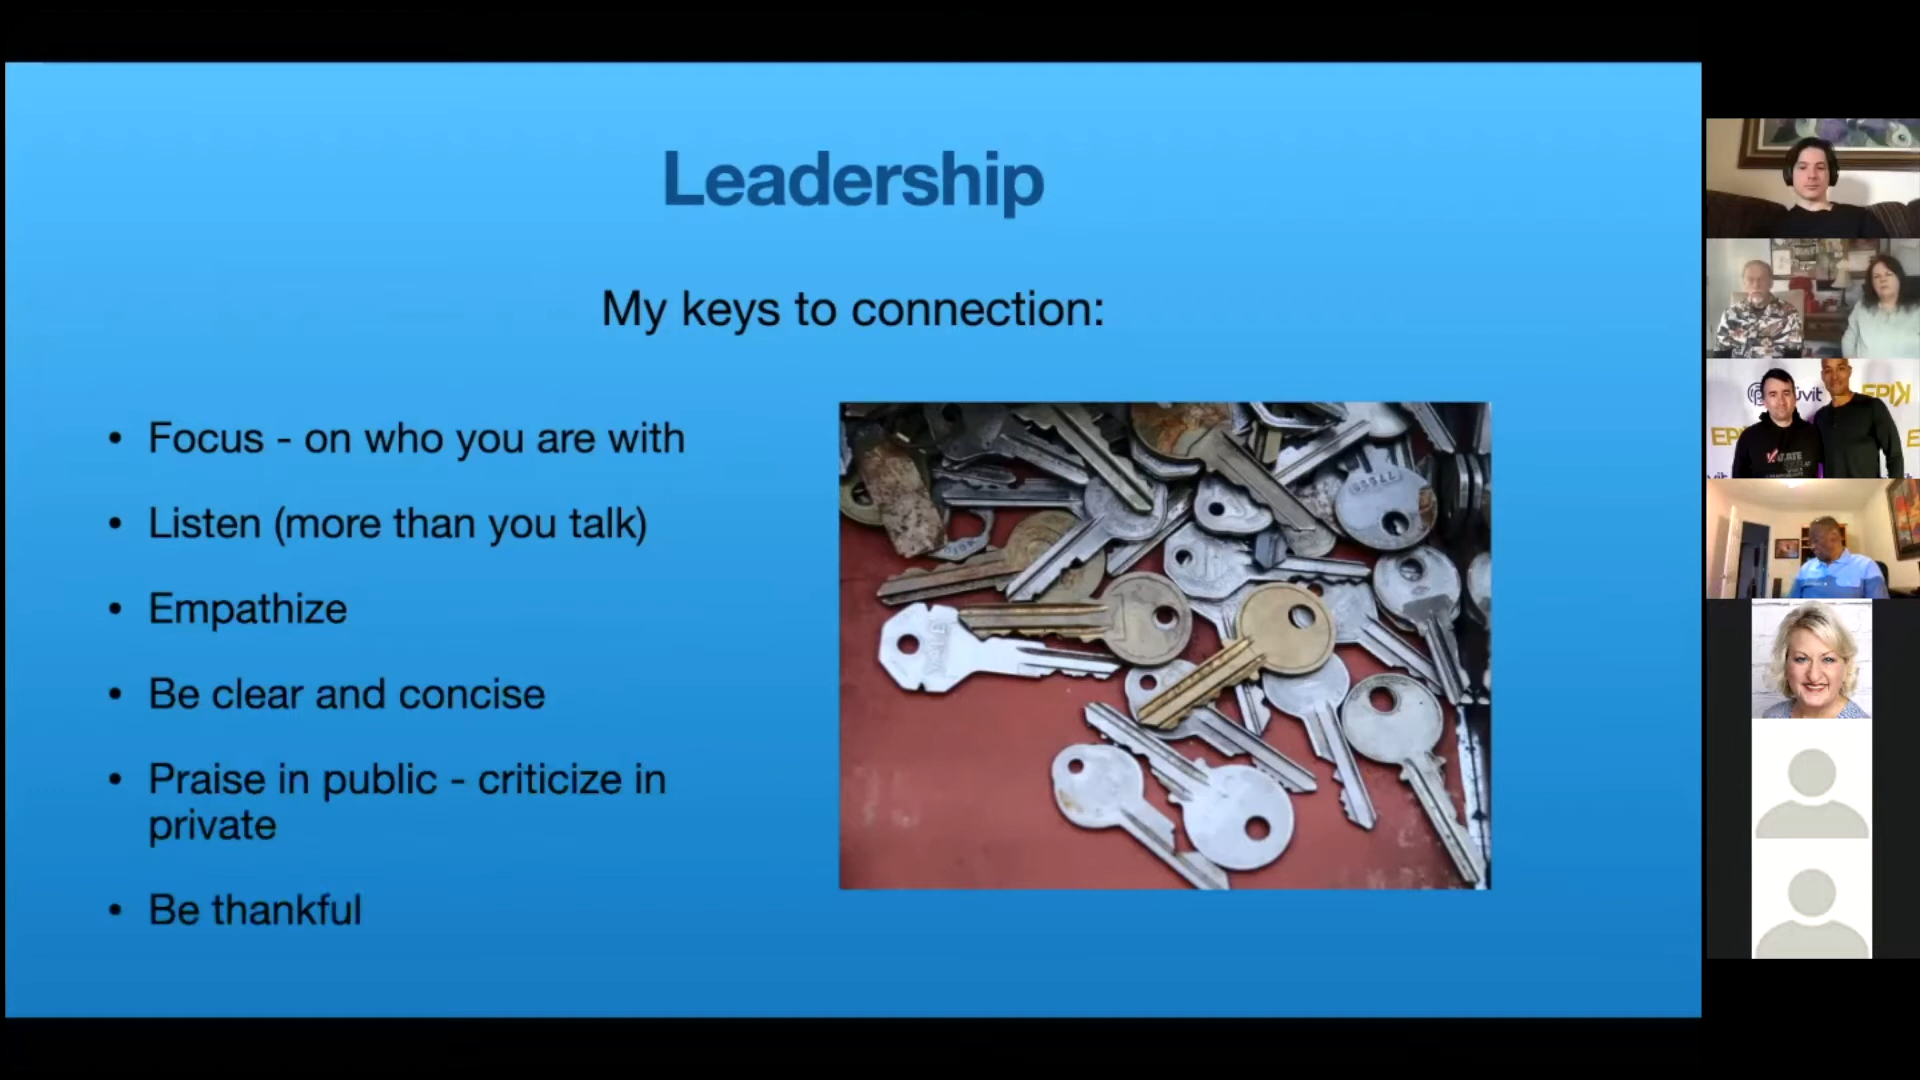 Leadership
My keys to connection:
• Focus - on who you are with
• Listen (more than you talk)
• Empathize
• Be clear and concise
• Praise in public - criticize in
private
• Be thankful
EPIK